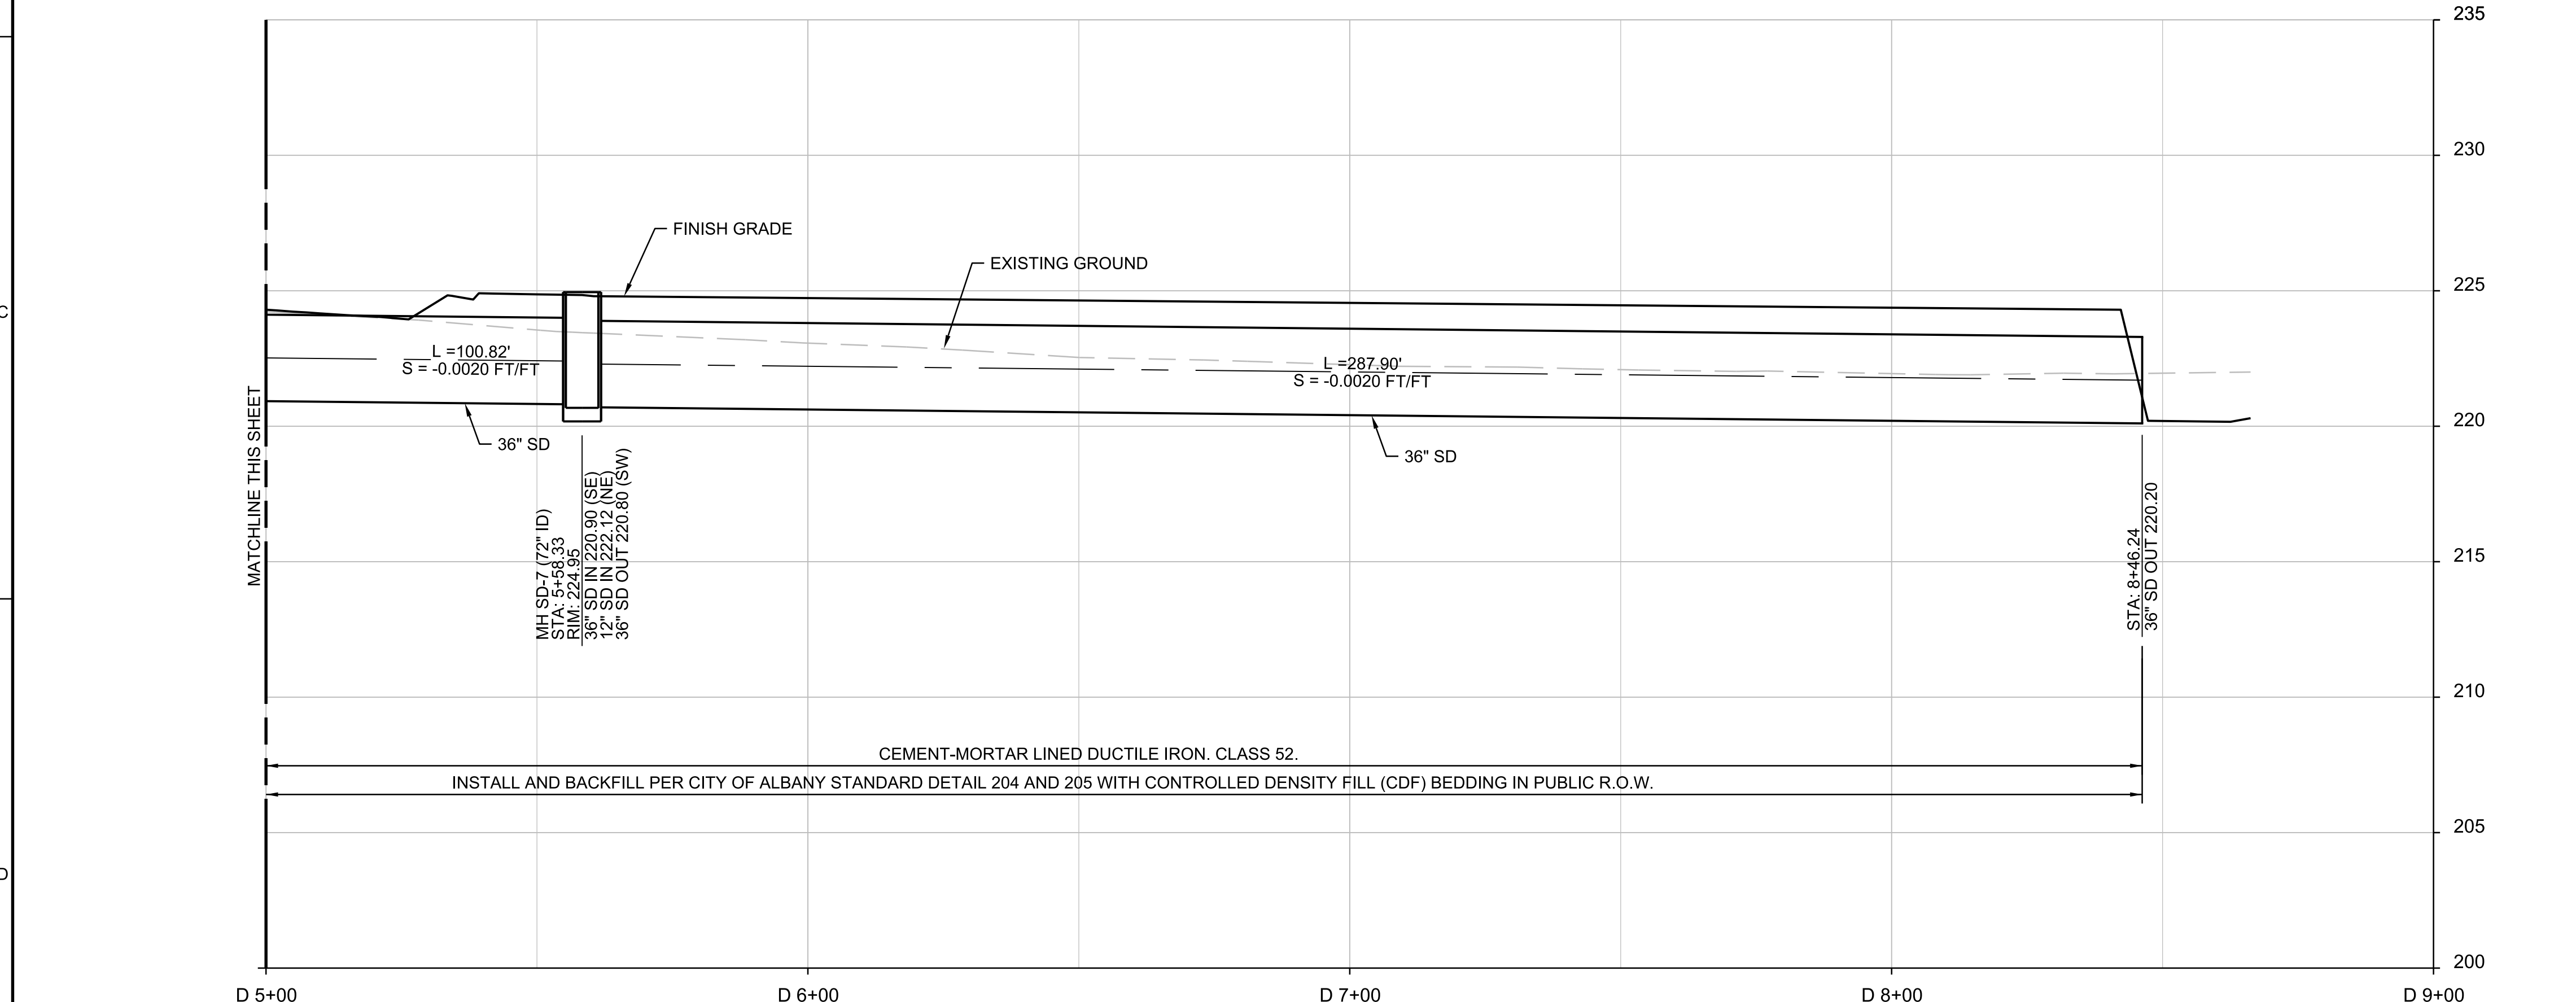 235
230
FINISH GRADE
EXISTING GROUND
225
C
L =100.82'
S = -0.0020 FT/FT
L =287.90'
S = -0.0020 FT/FT
220
36" SD
36" SD
MATCHLINE THIS SHEET
MH SD-7 (72" ID)
STA: 5+58.33
RIM: 224.95
36" SD IN 220.90 (SE)
12" SD IN 222.12 (NE)
36" SD OUT 220.80 (SW)
STA: 8+46.24
36" SD OUT 220.20
215
210
CEMENT-MORTAR LINED DUCTILE IRON. CLASS 52.
INSTALL AND BACKFILL PER CITY OF ALBANY STANDARD DETAIL 204 AND 205 WITH CONTROLLED DENSITY FILL (CDF) BEDDING IN PUBLIC R.O.W.
205
D
200
D 5+00
D 6+00
D 7+00
D 8+00
D 9+00